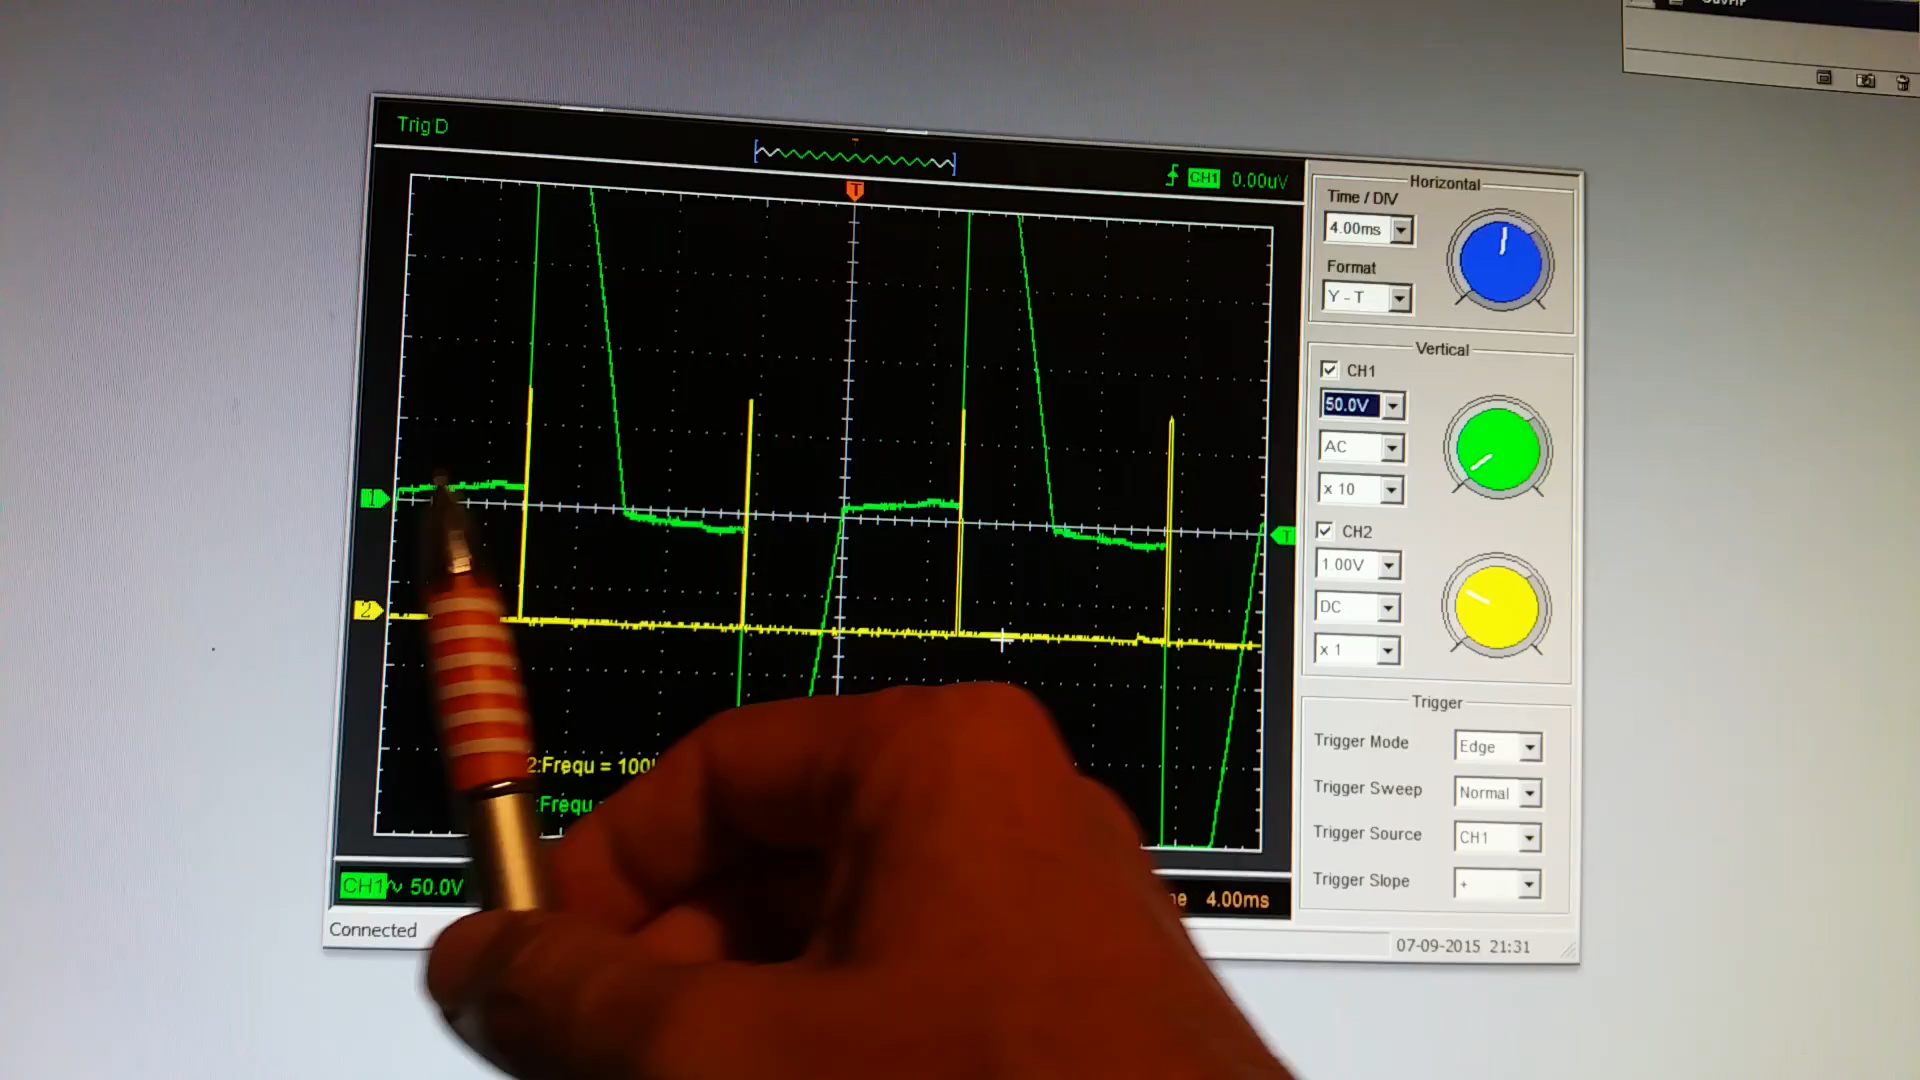 Trig'D
T
CH1 0.00uV
T
1
T
2
2:Frequ = 100
:Frequ
CH1 50.0V
4.00ms
Connected
07-09-2015 21:31
Horizontal
Time / DIV
4.00ms
Format
Y - T
Vertical
CH1
50.0V
AC
x 10
CH2
1.00V
DC
x 1
Trigger
Trigger Mode Edge
Trigger Sweep Normal
Trigger Source CH1
Trigger Slope +